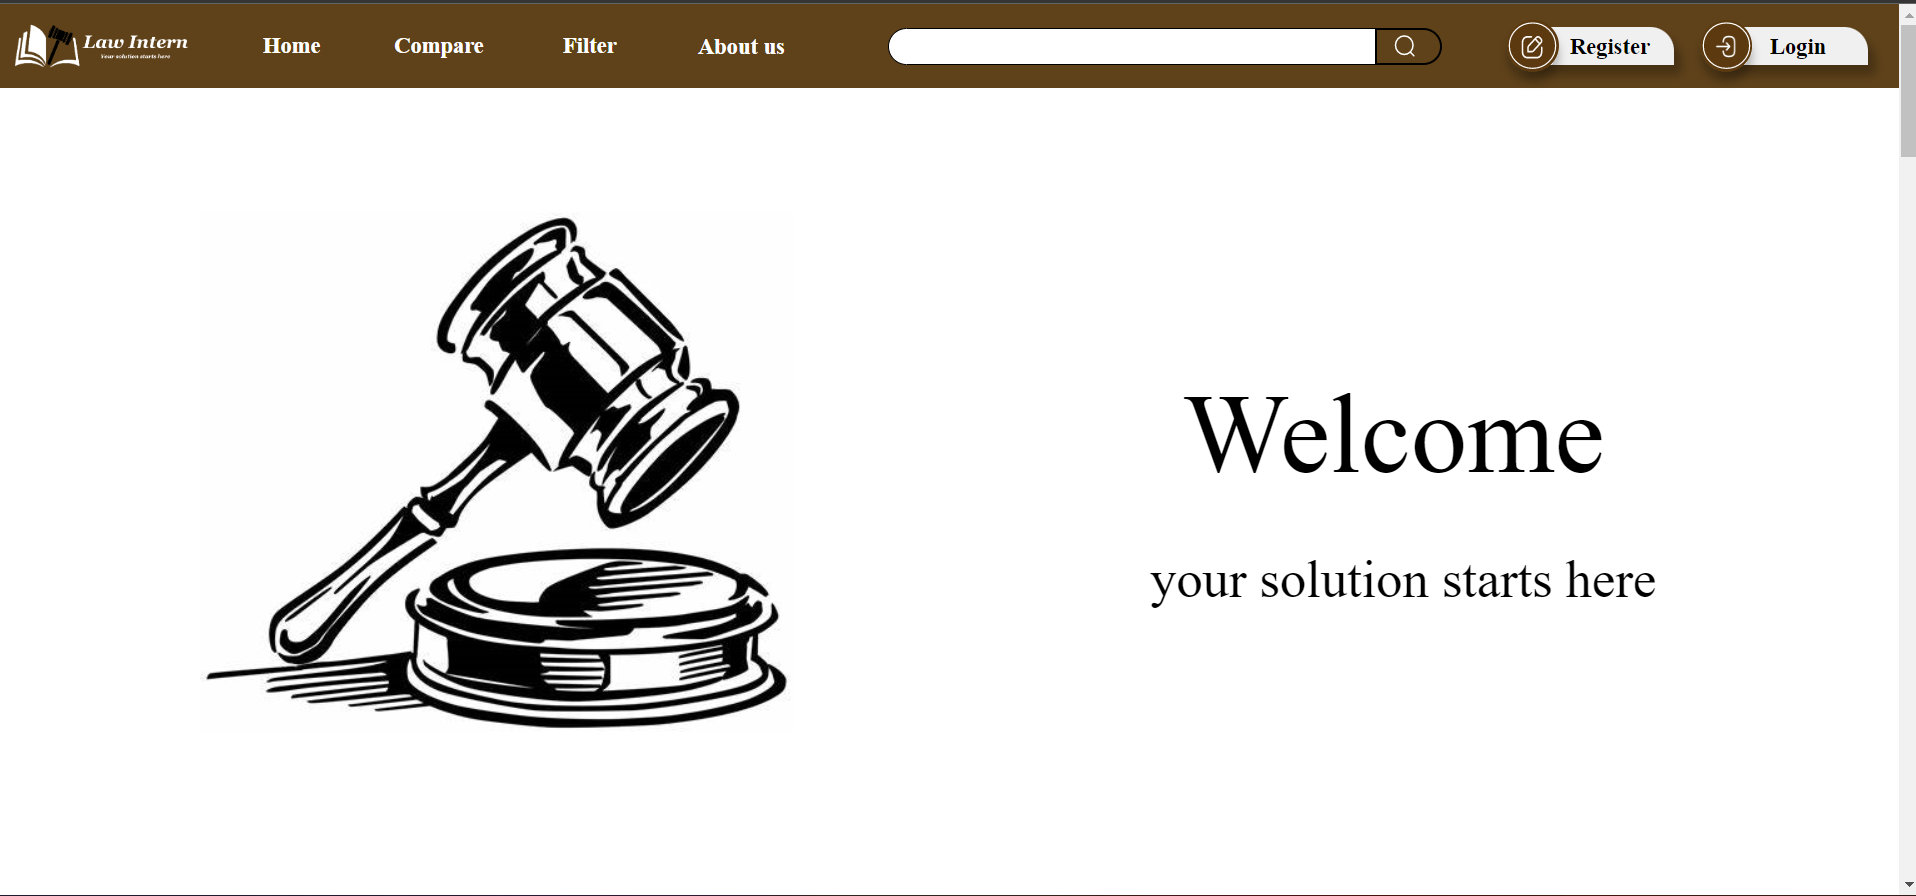 Law Intern
Your solution starts here
Home
Compare
Filter
About us
Register
Login
Welcome
your solution starts here